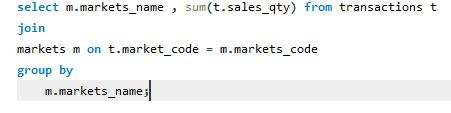 select m.markets_name , sum(t.sales_qty) from transactions t
join
markets m on t.market_code = m.markets_code
group by
m.markets_name;